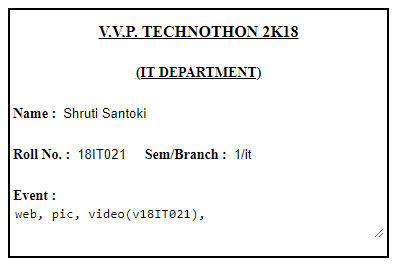 V.V.P. TECHNOTHON 2K18
(IT DEPARTMENT)
Name : Shruti Santoki
Roll No. : 18IT021 Sem/Branch : 1/it
Event :
web, pic, video(v18IT021),